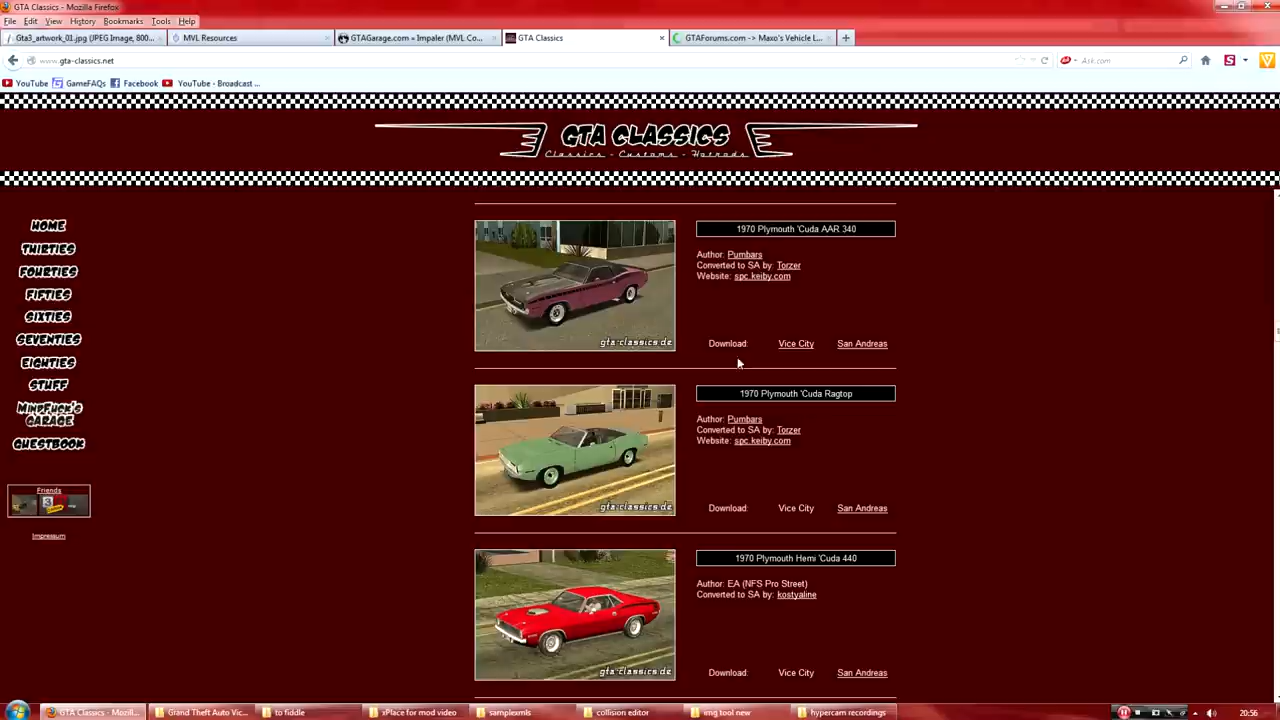 GTA Classics - Mozilla Firefox
File Edit View History Bookmarks Tools Help
Gta3_artwork_01.jpg (JPEG Image, 800...
MVL Resources
GTAGarage.com » Impaler (MVL Co...
GTA Classics
GTAForums.com -> Maxo's Vehicle L...
www.gta-classics.net
Ask.com
YouTube GameFAQs Facebook YouTube - Broadcast ...
GTA CLASSICS
Classics - Customs - Hotrods
HOME
THIRTIES
FOURTIES
FIFTIES
SIXTIES
SEVENTIES
EIGHTIES
STUFF
MINDFUCK'S
GARAGE
GUESTBOOK
Friends
Impressum
1970 Plymouth 'Cuda AAR 340
Author: Pumbars
Converted to SA by: Torzer
Website: spc.keiby.com
Download: Vice City San Andreas
gta-classics.de
1970 Plymouth 'Cuda Ragtop
Author: Pumbars
Converted to SA by: Torzer
Website: spc.keiby.com
Download: Vice City San Andreas
gta-classics.de
1970 Plymouth Hemi 'Cuda 440
Author: EA (NFS Pro Street)
Converted to SA by: kostyaline
Download: Vice City San Andreas
gta-classics.de
GTA Classics - Mozill...
Grand Theft Auto Vic...
to fiddle
xPlace for mod video
samplexmls
collision editor
img tool new
hypercam recordings
20:56